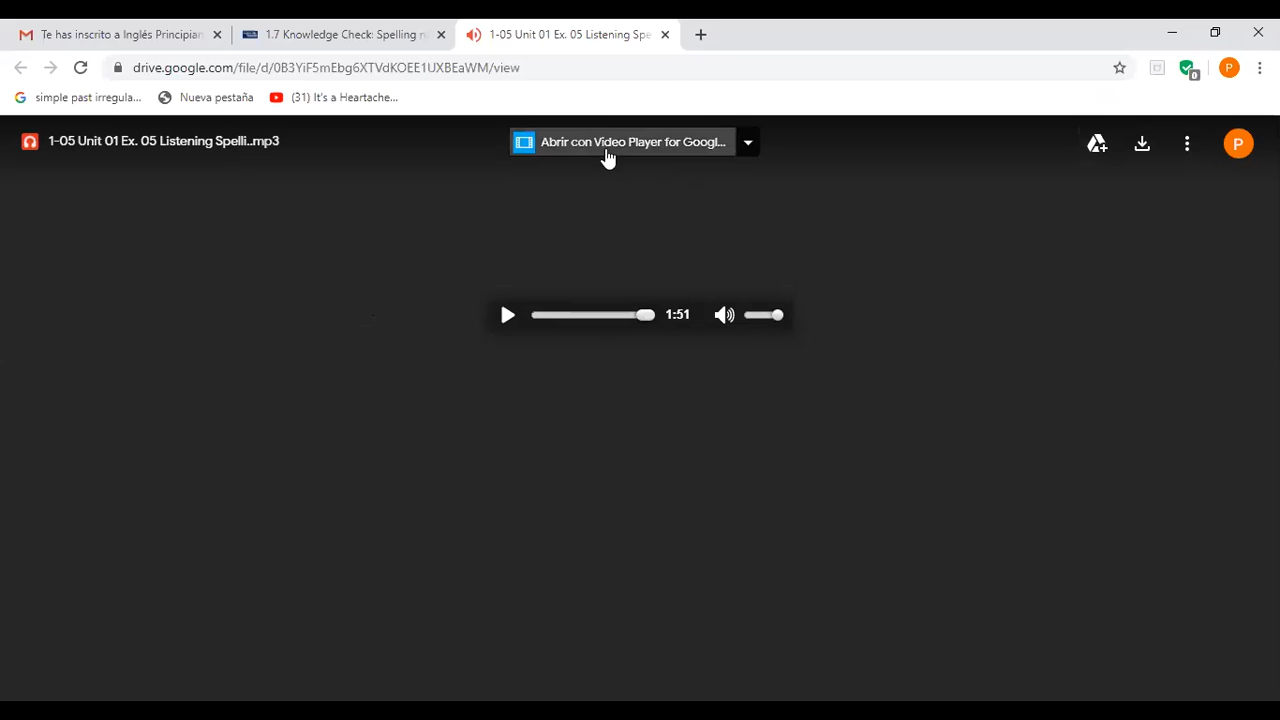 Te has inscrito a Inglés Principian
1.7 Knowledge Check: Spelling n
1-05 Unit 01 Ex. 05 Listening Spe
drive.google.com/file/d/0B3YiF5mEbg6XTVdKOEE1UXBEaWM/view
0
P
simple past irregula...
Nueva pestaña
(31) It's a Heartache...
1-05 Unit 01 Ex. 05 Listening Spelli..mp3
Abrir con Video Player for Googl...
P
1:51